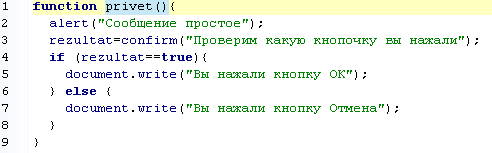 1 function privet(){
2   alert("Сообщение простое");
3   rezultat=confirm("Проверим какую кнопочку вы нажали");
4   if (rezultat==true){
5     document.write("Вы нажали кнопку ОК");
6   } else {
7     document.write("Вы нажали кнопку Отмена");
8   }
9 }